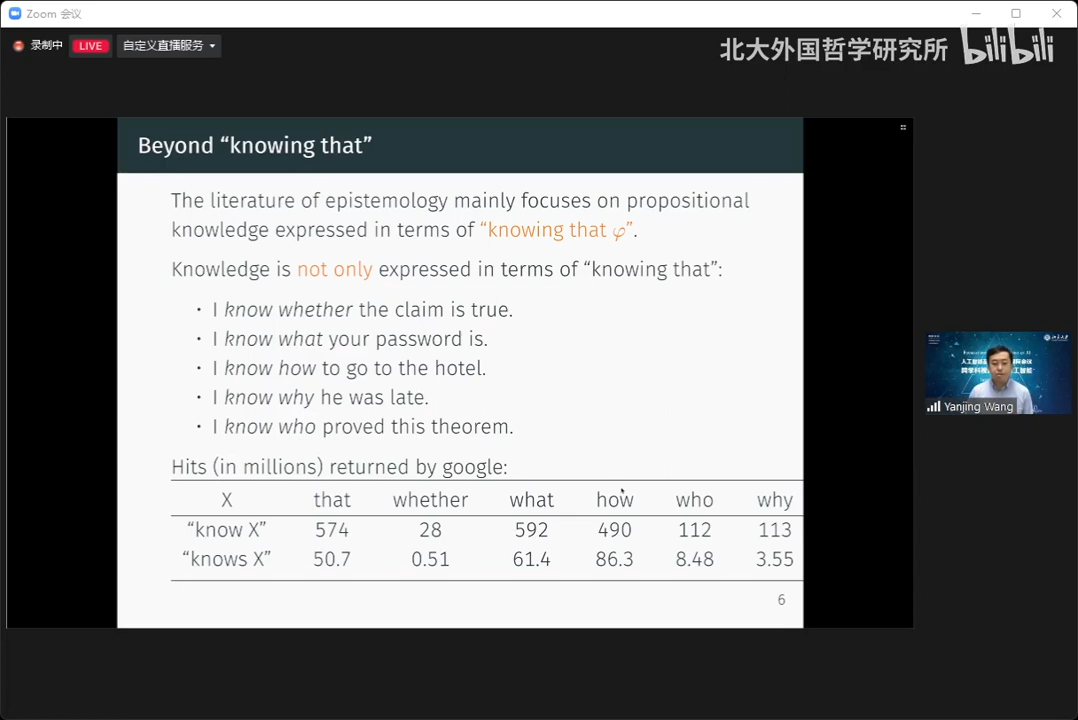 Zoom 会议
录制中 LIVE 自定义直播服务
北大外国哲学研究所 bilibili
Beyond “knowing that”
The literature of epistemology mainly focuses on propositional
knowledge expressed in terms of “knowing that φ”.
Knowledge is not only expressed in terms of “knowing that”:
· I know whether the claim is true.
· I know what your password is.
· I know how to go to the hotel.
· I know why he was late.
· I know who proved this theorem.
Hits (in millions) returned by google:
X that whether what how who why
“know X” 574 28 592 490 112 113
“knows X” 50.7 0.51 61.4 86.3 8.48 3.55
6
Yanjing Wang